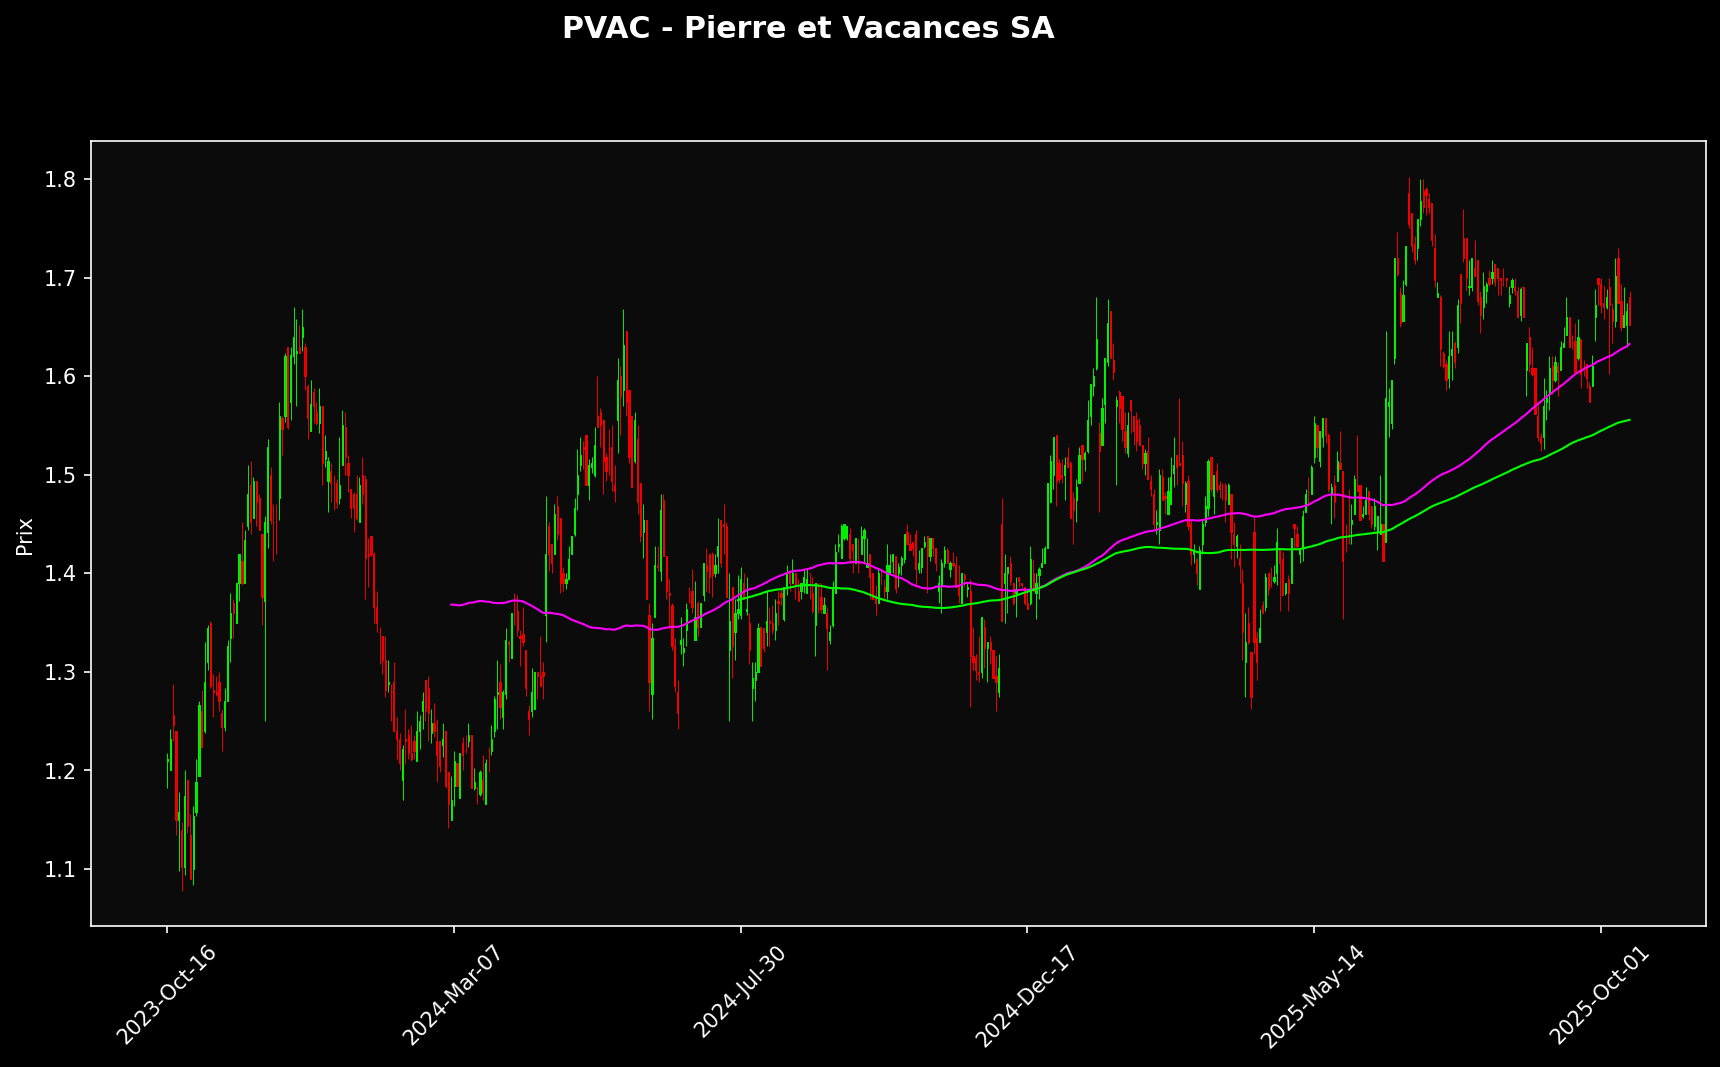 PVAC - Pierre et Vacances SA
Prix
1.8
1.7
1.6
1.5
1.4
1.3
1.2
1.1
2023-Oct-16
2024-Mar-07
2024-Jul-30
2024-Dec-17
2025-May-14
2025-Oct-01